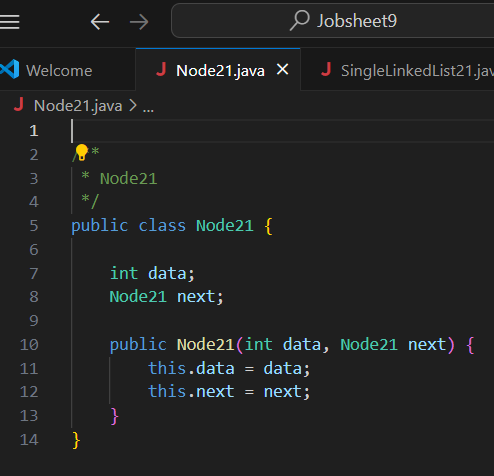 Jobsheet9
Welcome
J Node21.java ×
J SingleLinkedList21.jav
J Node21.java > ...
1
2 /**
3 * Node21
4 */
5 public class Node21 {
6
7 int data;
8 Node21 next;
9
10 public Node21(int data, Node21 next) {
11 this.data = data;
12 this.next = next;
13 }
14 }